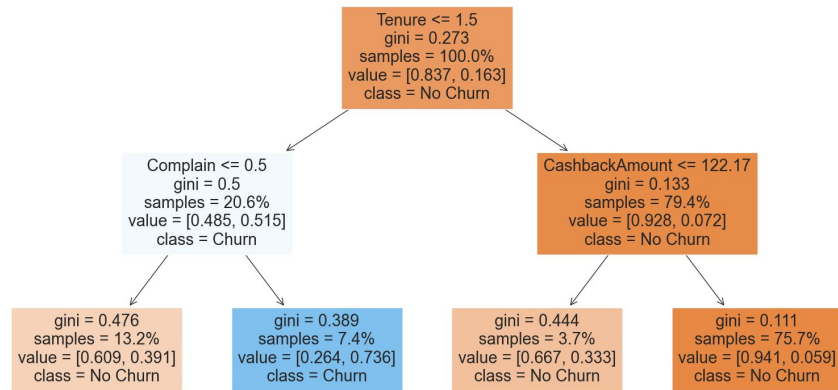 Tenure <= 1.5
gini = 0.273
samples = 100.0%
value = [0.837, 0.163]
class = No Churn
Complain <= 0.5
gini = 0.5
samples = 20.6%
value = [0.485, 0.515]
class = Churn
CashbackAmount <= 122.17
gini = 0.133
samples = 79.4%
value = [0.928, 0.072]
class = No Churn
gini = 0.476
samples = 13.2%
value = [0.609, 0.391]
class = No Churn
gini = 0.389
samples = 7.4%
value = [0.264, 0.736]
class = Churn
gini = 0.444
samples = 3.7%
value = [0.667, 0.333]
class = No Churn
gini = 0.111
samples = 75.7%
value = [0.941, 0.059]
class = No Churn